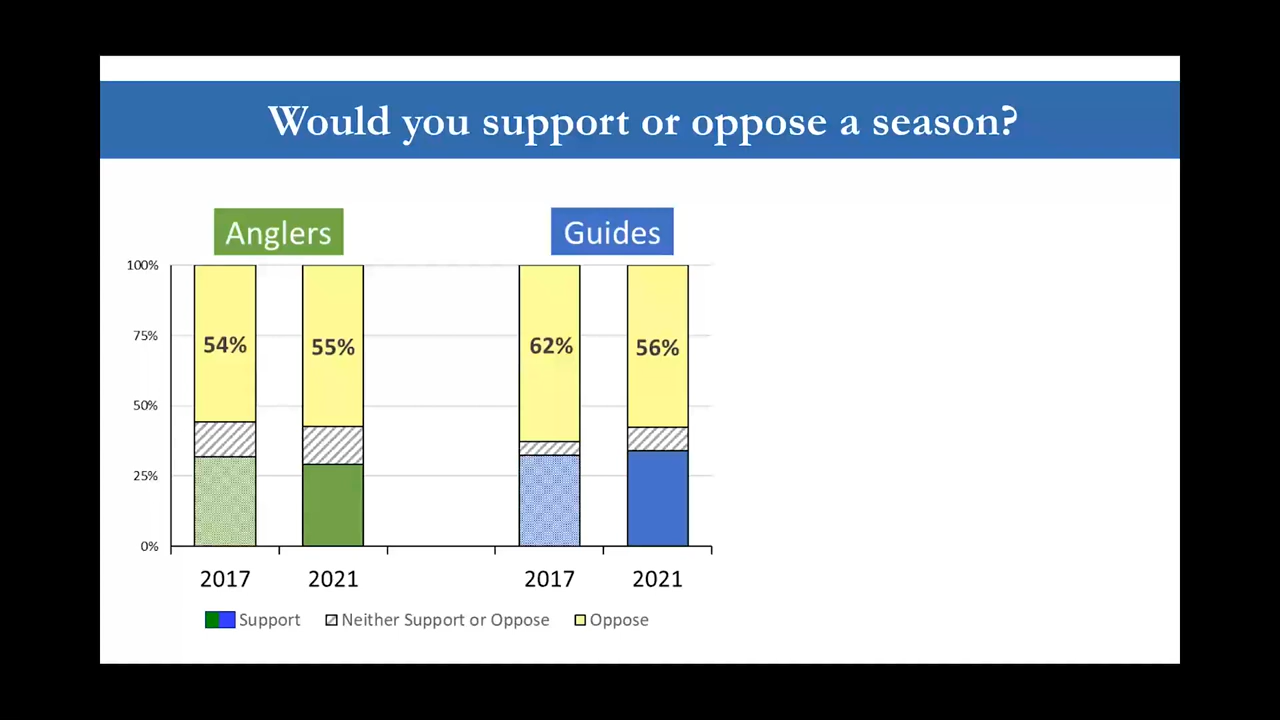 Would you support or oppose a season?
Anglers
Guides
100%
75%
50%
25%
0%
54%
55%
62%
56%
2017
2021
2017
2021
Support
Neither Support or Oppose
Oppose